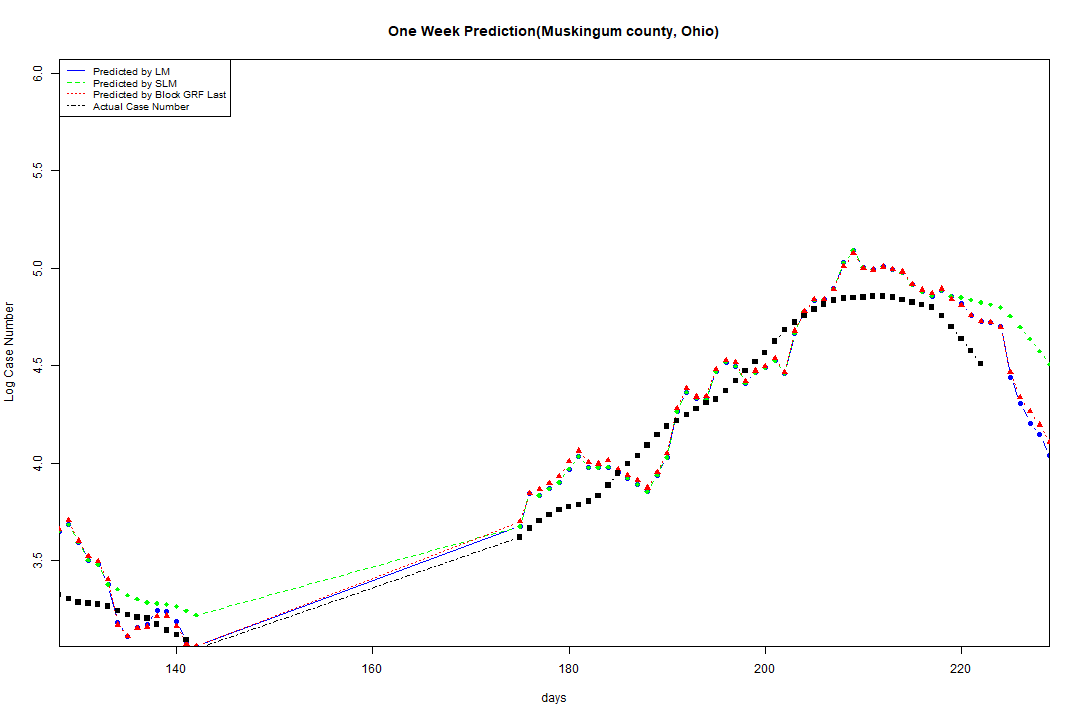 One Week Prediction(Muskingum county, Ohio)
Predicted by LM
Predicted by SLM
Predicted by Block GRF Last
Actual Case Number
6.0
5.5
5.0
4.5
4.0
3.5
Log Case Number
140 160 180 200 220
days